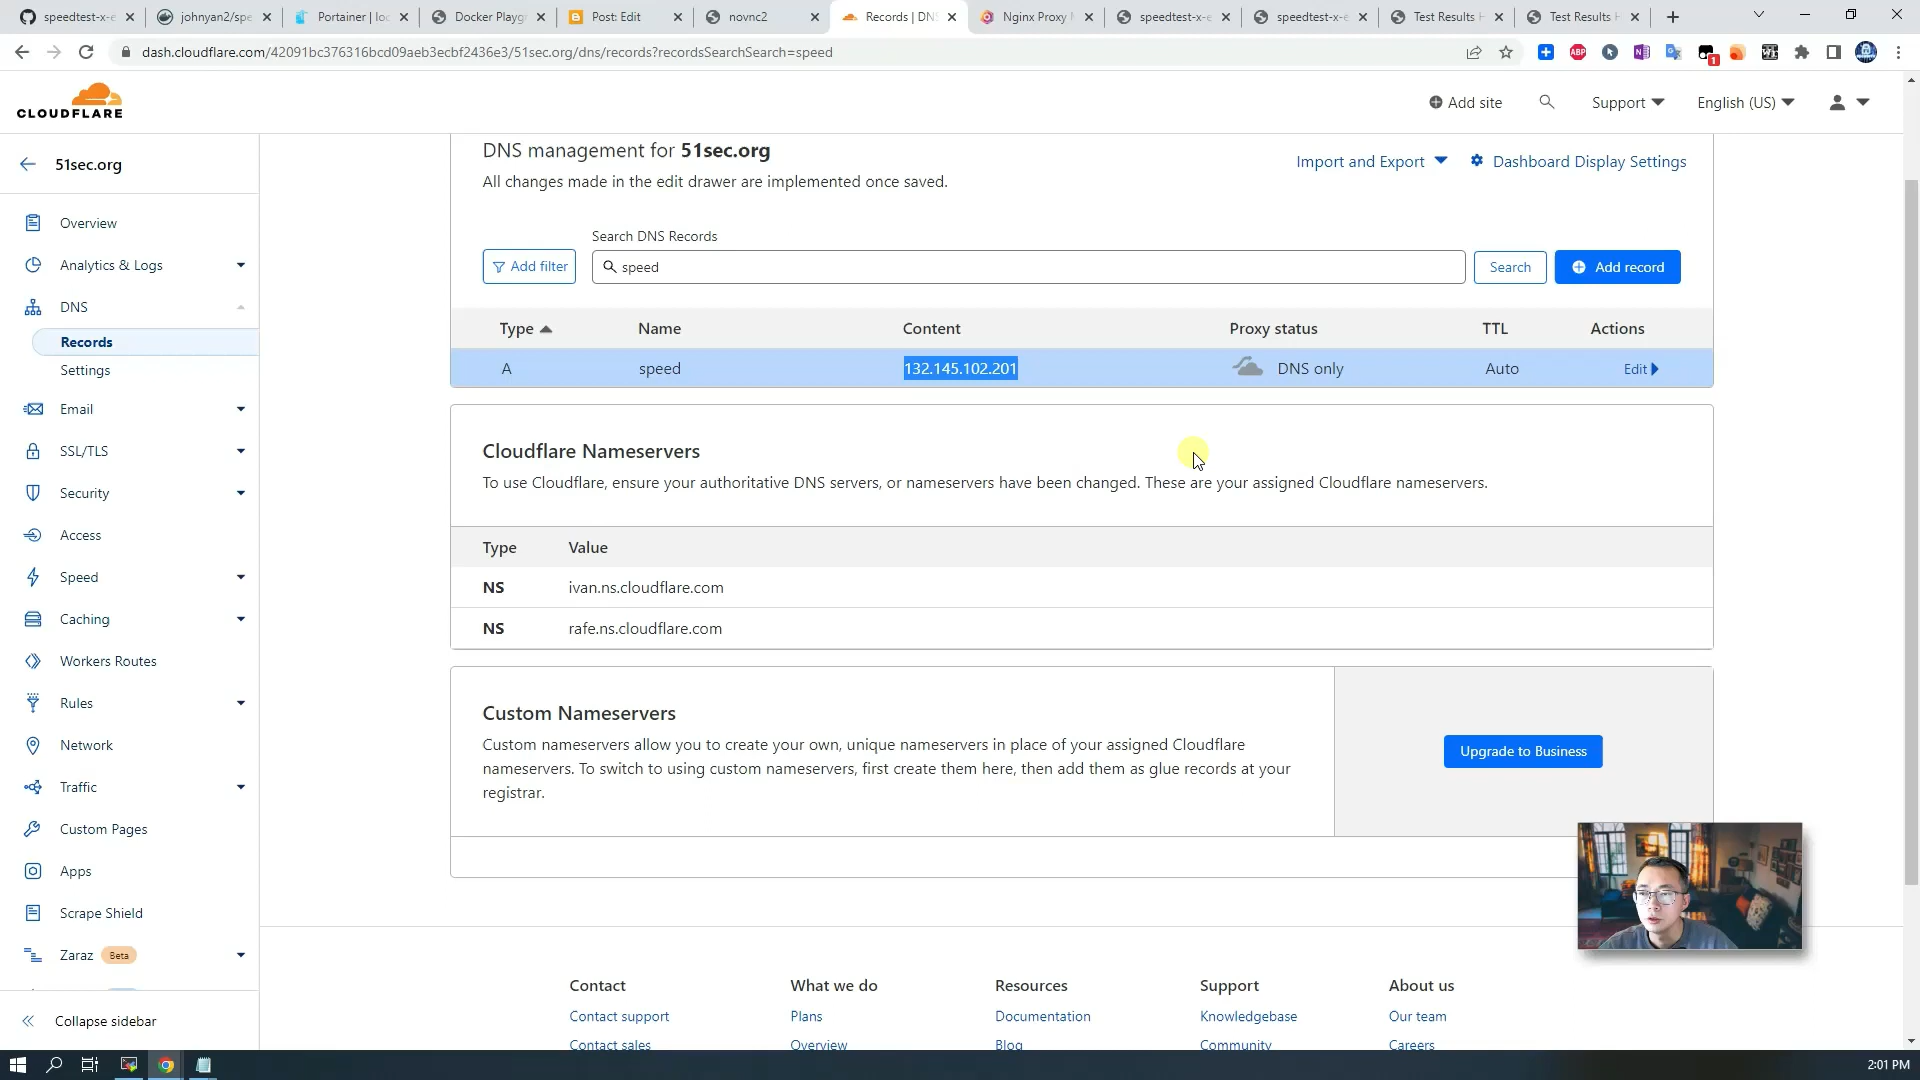 speedtest-x-e
johnyan2/spe
Portainer | loc
Docker Playg
Post: Edit
novnc2
Records | DN
Nginx Proxy M
speedtest-x-e
speedtest-x-e
Test Results H
Test Results H
dash.cloudflare.com/42091bc376316bcd09aeb3ecbf2436e3/51sec.org/dns/records?recordsSearchSearch=speed
ABP
1
CLOUDFLARE
Add site
Support
English (US)
51sec.org
Overview
Analytics & Logs
DNS
Records
Settings
Email
SSL/TLS
Security
Access
Speed
Caching
Workers Routes
Rules
Network
Traffic
Custom Pages
Apps
Scrape Shield
Zaraz Beta
Collapse sidebar
DNS management for 51sec.org
All changes made in the edit drawer are implemented once saved.
Import and Export
Dashboard Display Settings
Search DNS Records
Add filter
speed
Search
Add record
Type Name Content Proxy status TTL Actions
A speed 132.145.102.201 DNS only Auto Edit
Cloudflare Nameservers
To use Cloudflare, ensure your authoritative DNS servers, or nameservers have been changed. These are your assigned Cloudflare nameservers.
Type Value
NS ivan.ns.cloudflare.com
NS rafe.ns.cloudflare.com
Custom Nameservers
Custom nameservers allow you to create your own, unique nameservers in place of your assigned Cloudflare
nameservers. To switch to using custom nameservers, first create them here, then add them as glue records at your
registrar.
Upgrade to Business
Contact What we do Resources Support About us
Contact support Plans Documentation Knowledgebase Our team
Contact sales Overview Blog Community Careers
2:01 PM